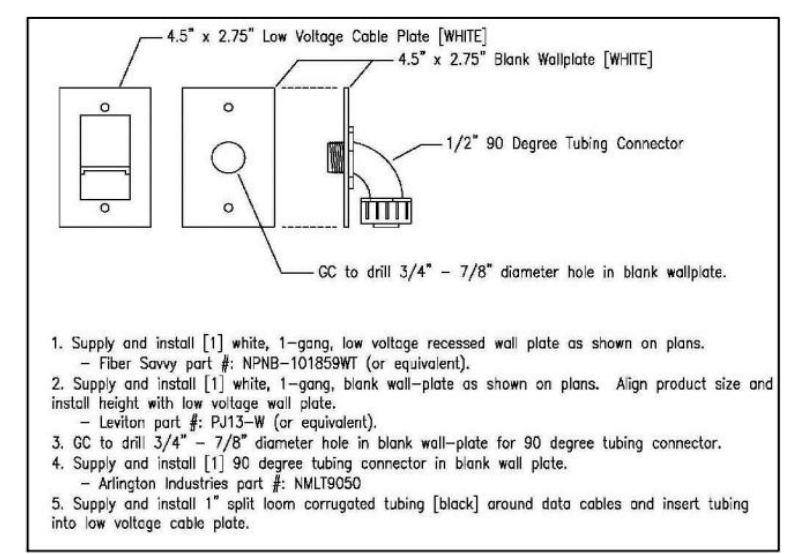 4.5" x 2.75" Low Voltage Cable Plate [WHITE]
4.5" x 2.75" Blank Wallplate [WHITE]
1/2" 90 Degree Tubing Connector
GC to drill 3/4" - 7/8" diameter hole in blank wallplate.
1. Supply and install [1] white, 1-gang, low voltage recessed wall plate as shown on plans.
- Fiber Savvy part #: NPNB-101859WT (or equivalent).
2. Supply and install [1] white, 1-gang, blank wall-plate as shown on plans. Align product size and
install height with low voltage wall plate.
- Leviton part #: PJ13-W (or equivalent).
3. GC to drill 3/4" - 7/8" diameter hole in blank wall-plate for 90 degree tubing connector.
4. Supply and install [1] 90 degree tubing connector in blank wall plate.
- Arlington Industries part #: NMLT9050
5. Supply and install 1" split loom corrugated tubing [black] around data cables and insert tubing
into low voltage cable plate.